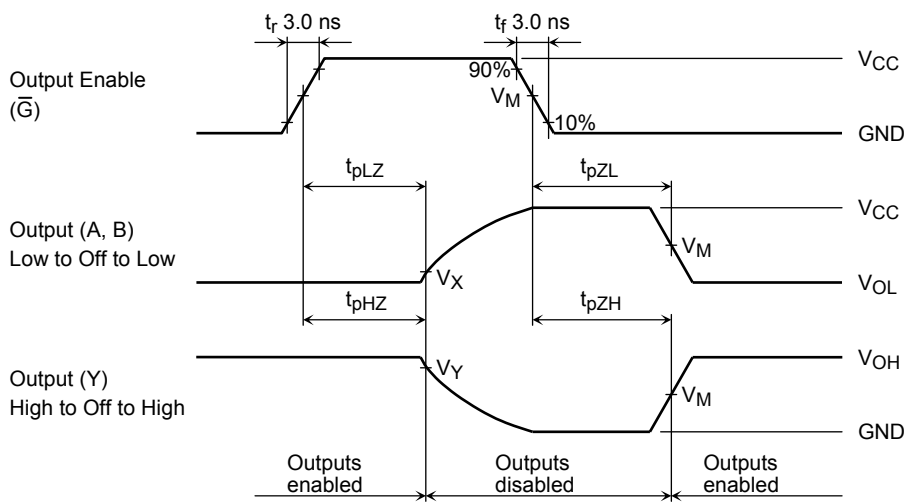 tr 3.0 ns
tf 3.0 ns
Output Enable
(G̅)
90%
VM
10%
VCC
GND
tpLZ
tpZL
Output (A, B)
Low to Off to Low
VX
VM
VCC
VOL
tpHZ
tpZH
Output (Y)
High to Off to High
VY
VM
VOH
GND
Outputs
enabled
Outputs
disabled
Outputs
enabled